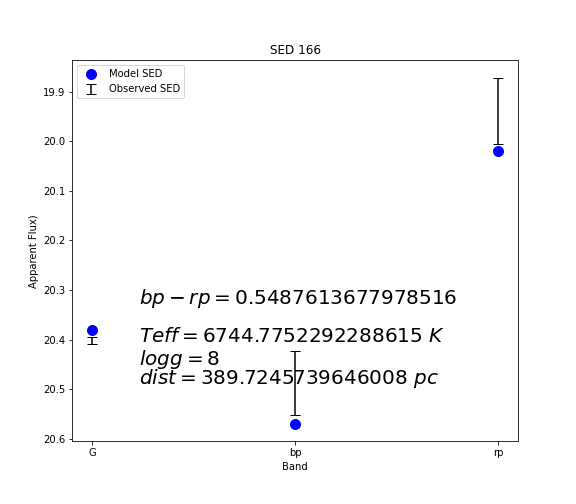 SED 166
Model SED
Observed SED
19.9
20.0
20.1
20.2
20.3
20.4
20.5
20.6
Apparent Flux)
bp − rp = 0.5487613677978516
Teff = 6744.7752292288615 K
logg = 8
dist = 389.7245739646008 pc
G bp rp
Band